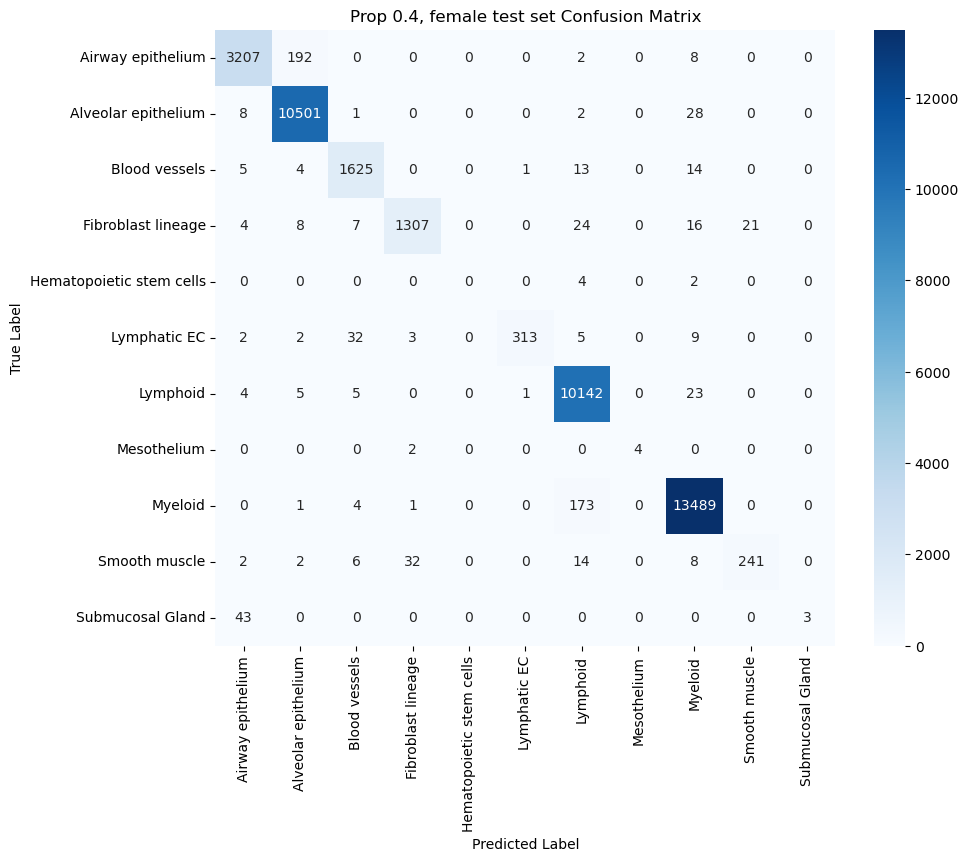 Prop 0.4, female test set Confusion Matrix
Airway epithelium 3207 192 0 0 0 0 2 0 8 0 0
Alveolar epithelium 8 10501 1 0 0 0 2 0 28 0 0
Blood vessels 5 4 1625 0 0 1 13 0 14 0 0
Fibroblast lineage 4 8 7 1307 0 0 24 0 16 21 0
Hematopoietic stem cells 0 0 0 0 0 0 4 0 2 0 0
Lymphatic EC 2 2 32 3 0 313 5 0 9 0 0
Lymphoid 4 5 5 0 0 1 10142 0 23 0 0
Mesothelium 0 0 0 2 0 0 0 4 0 0 0
Myeloid 0 1 4 1 0 0 173 0 13489 0 0
Smooth muscle 2 2 6 32 0 0 14 0 8 241 0
Submucosal Gland 43 0 0 0 0 0 0 0 0 0 3
True Label
Airway epithelium
Alveolar epithelium
Blood vessels
Fibroblast lineage
Hematopoietic stem cells
Lymphatic EC
Lymphoid
Mesothelium
Myeloid
Smooth muscle
Submucosal Gland
Predicted Label
12000
10000
8000
6000
4000
2000
0